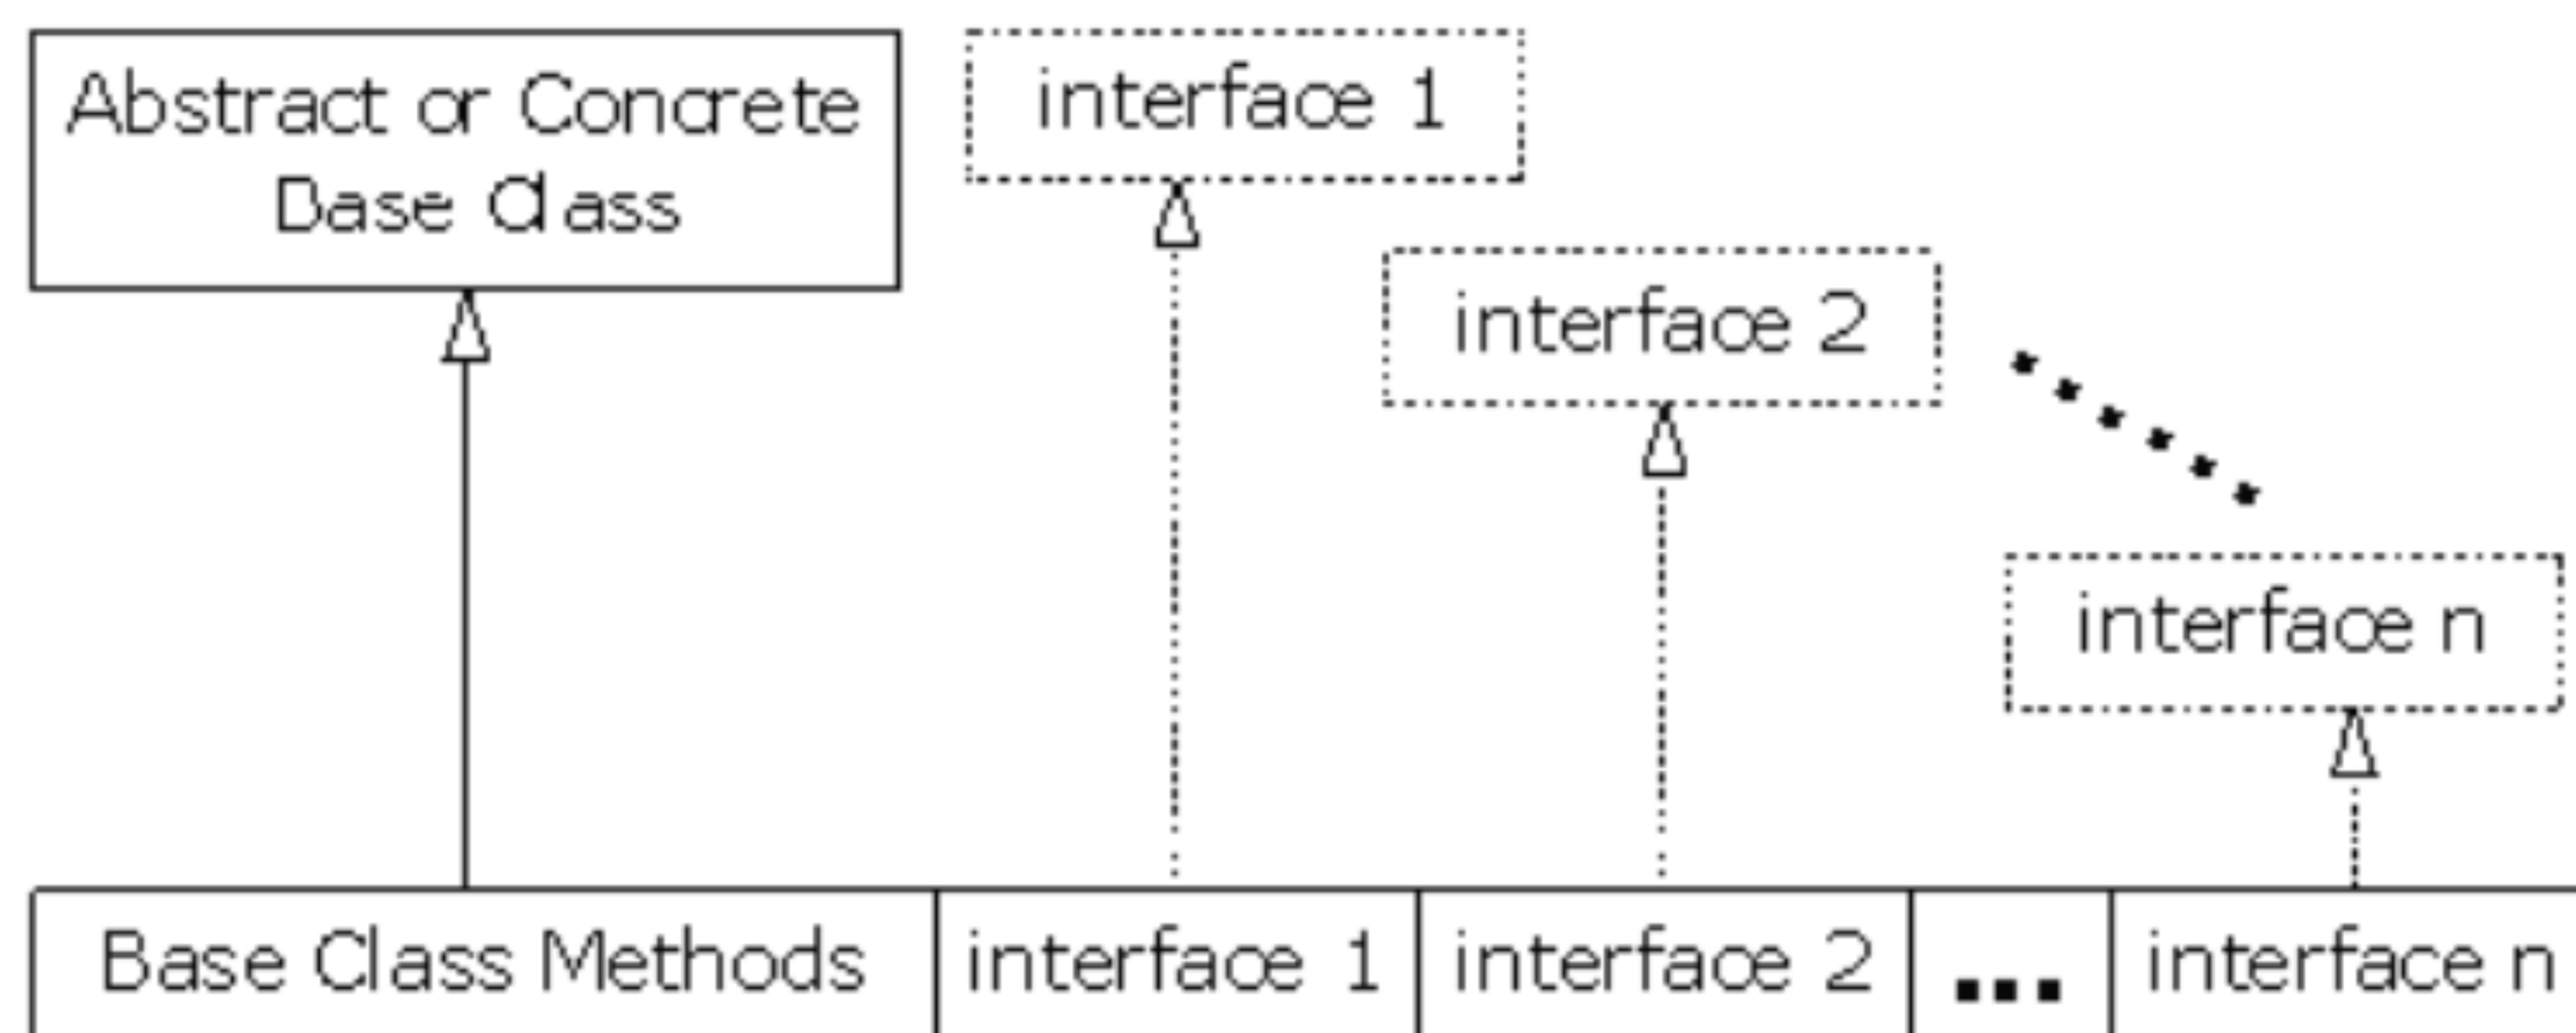 Abstract or Concrete
Base Class
interface 1
interface 2
interface n
Base Class Methods
interface 1
interface 2
...
interface n